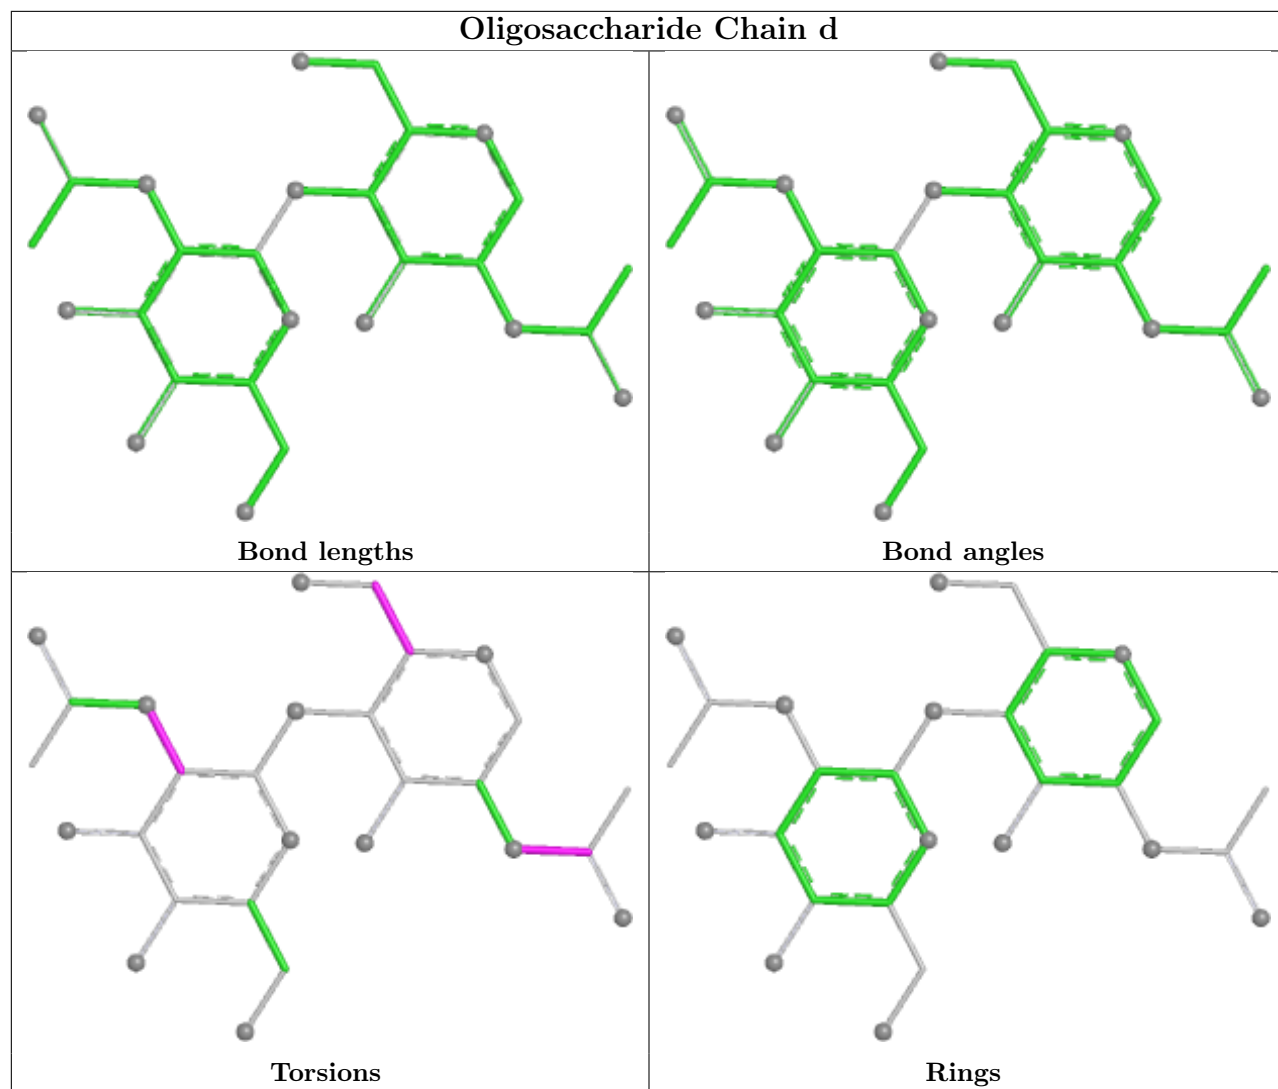 Oligosaccharide Chain d
Bond lengths
Bond angles
Torsions
Rings